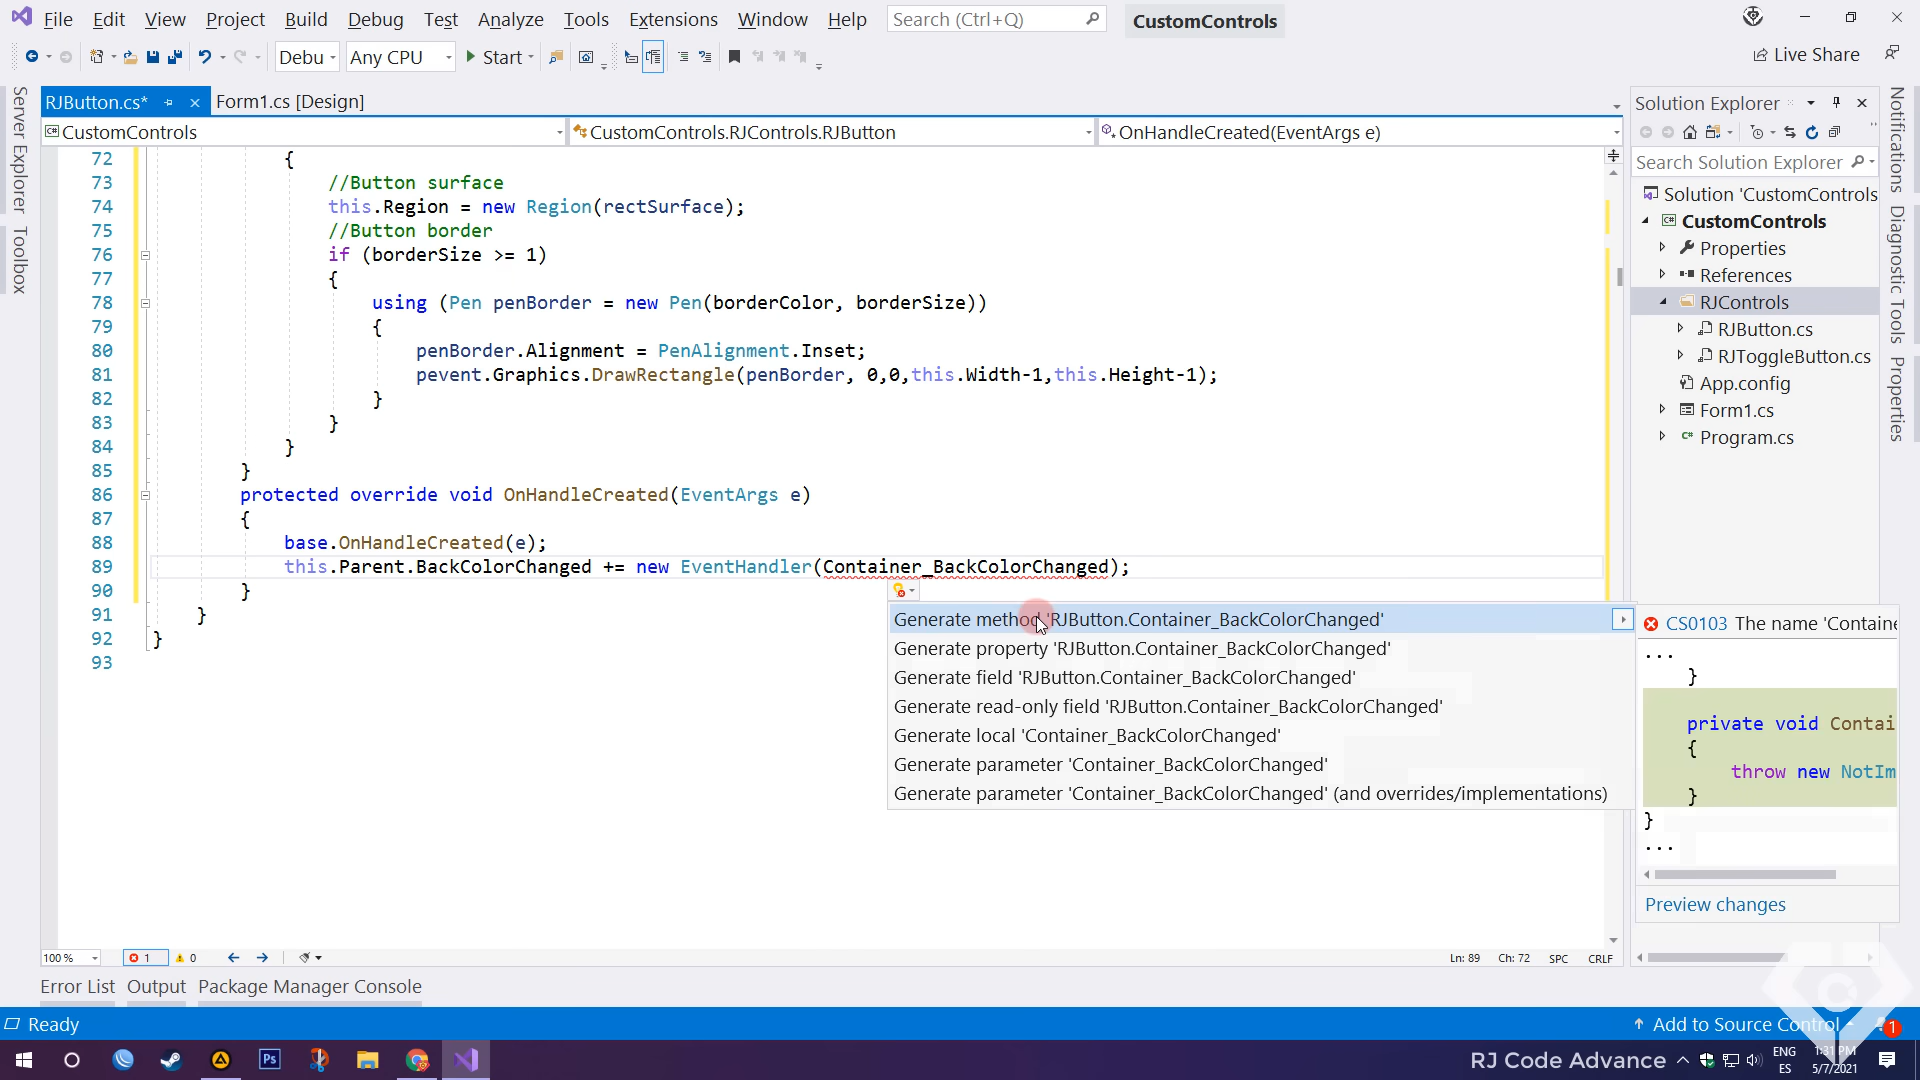 File Edit View Project Build Debug Test Analyze Tools Extensions Window Help Search (Ctrl+Q) CustomControls
Debu Any CPU Start Live Share
RJButton.cs* Form1.cs [Design]
CustomControls CustomControls.RJControls.RJButton OnHandleCreated(EventArgs e)
72 {
73 //Button surface
74 this.Region = new Region(rectSurface);
75 //Button border
76 if (borderSize >= 1)
77 {
78 using (Pen penBorder = new Pen(borderColor, borderSize))
79 {
80 penBorder.Alignment = PenAlignment.Inset;
81 pevent.Graphics.DrawRectangle(penBorder, 0,0,this.Width-1,this.Height-1);
82 }
83 }
84 }
85 }
86 protected override void OnHandleCreated(EventArgs e)
87 {
88 base.OnHandleCreated(e);
89 this.Parent.BackColorChanged += new EventHandler(Container_BackColorChanged);
90 }
91 }
92 }
93
Generate method 'RJButton.Container_BackColorChanged'
Generate property 'RJButton.Container_BackColorChanged'
Generate field 'RJButton.Container_BackColorChanged'
Generate read-only field 'RJButton.Container_BackColorChanged'
Generate local 'Container_BackColorChanged'
Generate parameter 'Container_BackColorChanged'
Generate parameter 'Container_BackColorChanged' (and overrides/implementations)
CS0103 The name 'Containe
...
}
private void Contai
{
throw new NotIm
}
}
...
Preview changes
Server Explorer
Toolbox
Solution Explorer
Search Solution Explorer
Solution 'CustomControls
CustomControls
Properties
References
RJControls
RJButton.cs
RJToggleButton.cs
App.config
Form1.cs
Program.cs
Notifications
Diagnostic Tools
Properties
100 % 1 0 Ln: 89 Ch: 72 SPC CRLF
Error List Output Package Manager Console
Ready Add to Source Control 1
Ps RJ Code Advance ENG 1:31 PM
ES 5/7/2021